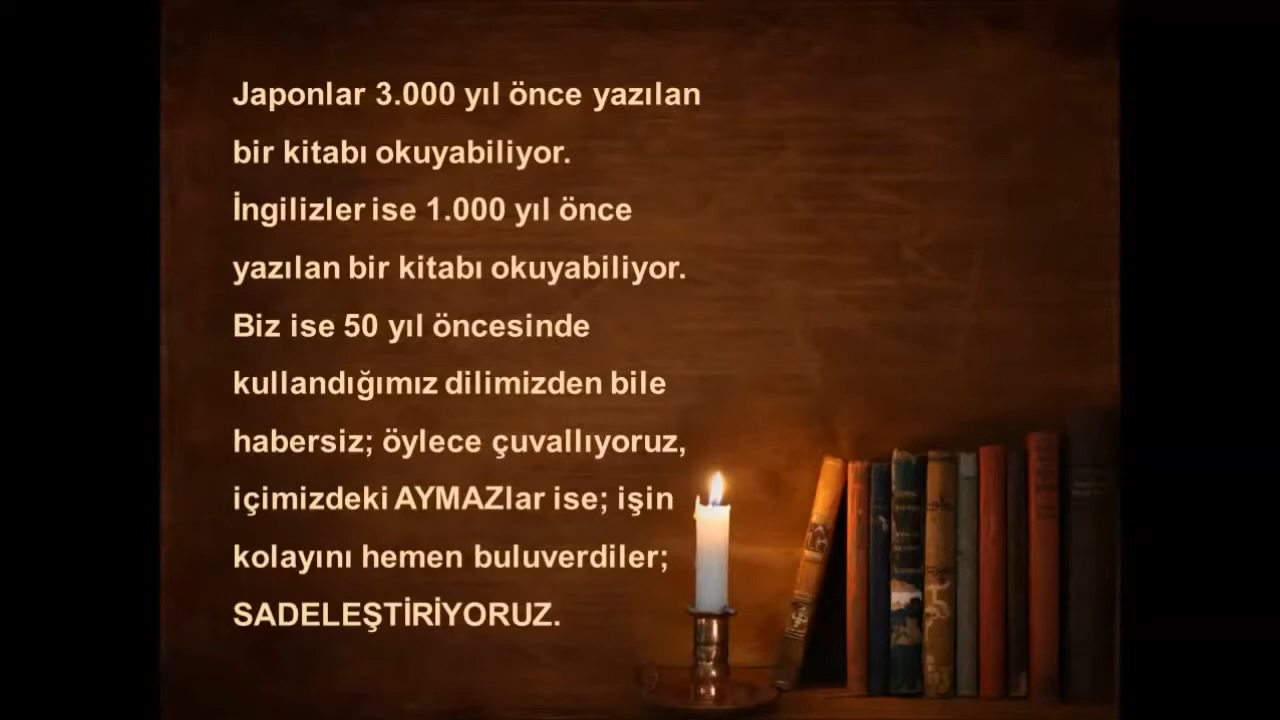 Japonlar 3.000 yıl önce yazılan
bir kitabı okuyabiliyor.
İngilizler ise 1.000 yıl önce
yazılan bir kitabı okuyabiliyor.
Biz ise 50 yıl öncesinde
kullandığımız dilimizden bile
habersiz; öylece çuvallıyoruz,
içimizdeki AYMAZlar ise; işin
kolayını hemen buluverdiler;
SADELEŞTİRİYORUZ.